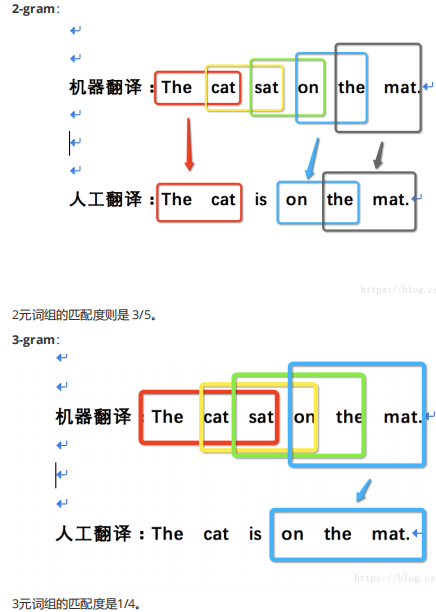 2-gram：
机器翻译：The cat sat on the mat.
人工翻译：The cat is on the mat.
https://blog.cs
2元词组的匹配度则是 3/5。
3-gram：
机器翻译：The cat sat on the mat.
人工翻译：The cat is on the mat.
https://blog.cs
3元词组的匹配度是1/4。